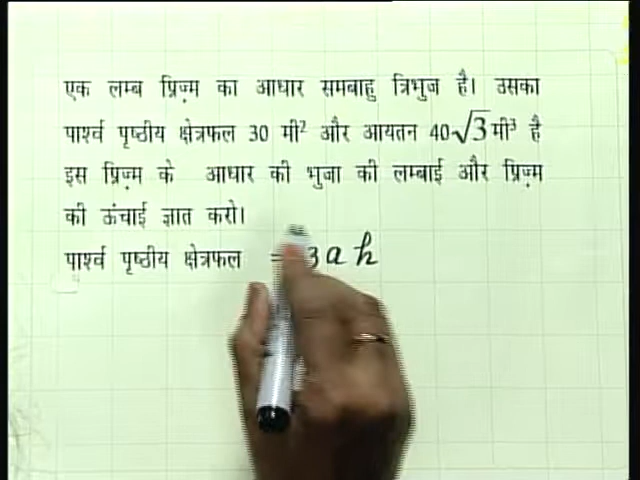 एक लम्ब प्रिज़्म का आधार समबाहु त्रिभुज है। उसका
पार्श्व पृष्ठीय क्षेत्रफल 30 मी² और आयतन 40√3 मी³ है
इस प्रिज़्म के आधार की भुजा की लम्बाई और प्रिज़्म
की ऊंचाई ज्ञात करो।
पार्श्व पृष्ठीय क्षेत्रफल = 3 a h